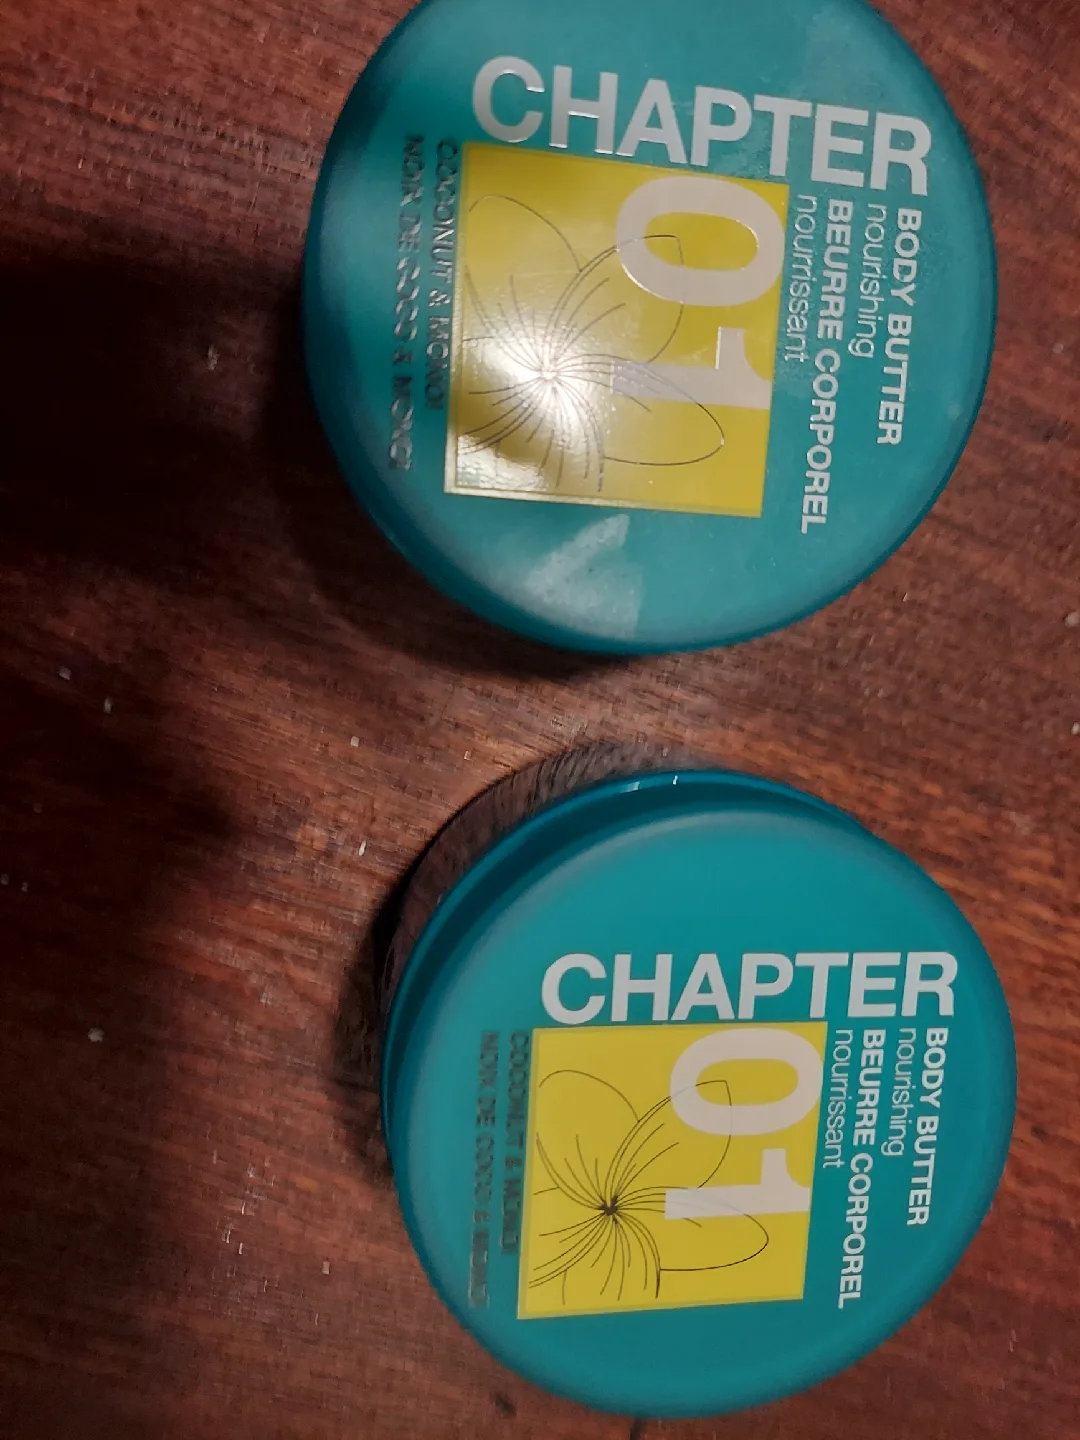 CHAPTER
01
BODY BUTTER
nourishing
BEURRE CORPOREL
nourrissant
COCONUT & MONOI
NOIX DE COCO & MONOI
CHAPTER
01
BODY BUTTER
nourishing
BEURRE CORPOREL
nourrissant
COCONUT & MONOI
NOIX DE COCO & MONOI